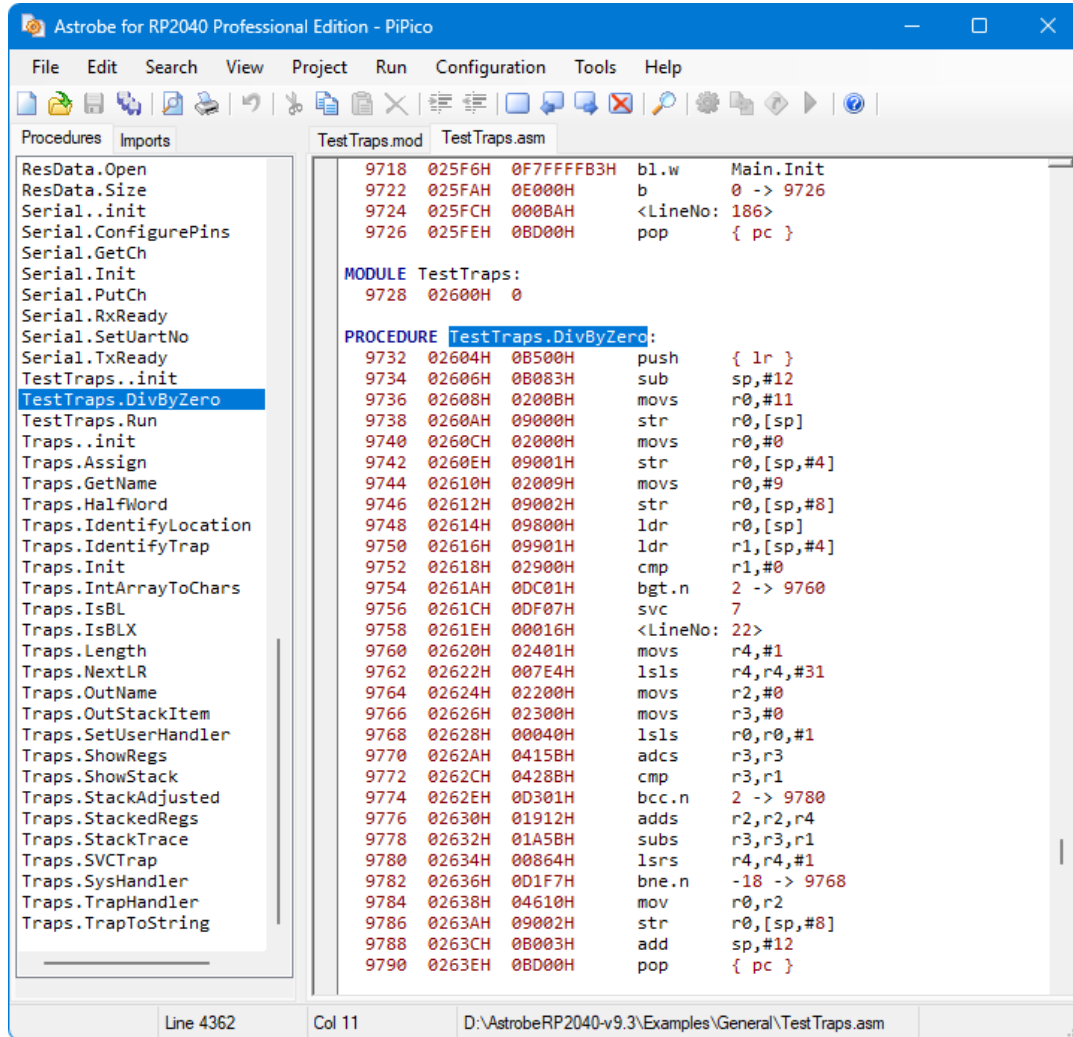 Astrobe for RP2040 Professional Edition - PiPico
File Edit Search View Project Run Configuration Tools Help
Procedures Imports
TestTraps.mod TestTraps.asm
ResData.Open
ResData.Size
Serial..init
Serial.ConfigurePins
Serial.GetCh
Serial.Init
Serial.PutCh
Serial.RxReady
Serial.SetUartNo
Serial.TxReady
TestTraps..init
TestTraps.DivByZero
TestTraps.Run
Traps..init
Traps.Assign
Traps.GetName
Traps.HalfWord
Traps.IdentifyLocation
Traps.IdentifyTrap
Traps.Init
Traps.IntArrayToChars
Traps.IsBL
Traps.IsBLX
Traps.Length
Traps.NextLR
Traps.OutName
Traps.OutStackItem
Traps.SetUserHandler
Traps.ShowRegs
Traps.ShowStack
Traps.StackAdjusted
Traps.StackedRegs
Traps.StackTrace
Traps.SVCTrap
Traps.SysHandler
Traps.TrapHandler
Traps.TrapToString
9718 025F6H 0F7FFFFB3H bl.w Main.Init
9722 025FAH 0E000H b 0 -> 9726
9724 025FCH 000BAH <LineNo: 186>
9726 025FEH 0BD00H pop { pc }
MODULE TestTraps:
9728 02600H 0
PROCEDURE TestTraps.DivByZero:
9732 02604H 0B500H push { lr }
9734 02606H 0B083H sub sp,#12
9736 02608H 0200BH movs r0,#11
9738 0260AH 09000H str r0,[sp]
9740 0260CH 02000H movs r0,#0
9742 0260EH 09001H str r0,[sp,#4]
9744 02610H 02009H movs r0,#9
9746 02612H 09002H str r0,[sp,#8]
9748 02614H 09800H ldr r0,[sp]
9750 02616H 09901H ldr r1,[sp,#4]
9752 02618H 02900H cmp r1,#0
9754 0261AH 0DC01H bgt.n 2 -> 9760
9756 0261CH 0DF07H svc 7
9758 0261EH 00016H <LineNo: 22>
9760 02620H 02401H movs r4,#1
9762 02622H 007E4H lsls r4,r4,#31
9764 02624H 02200H movs r2,#0
9766 02626H 02300H movs r3,#0
9768 02628H 00040H lsls r0,r0,#1
9770 0262AH 0415BH adcs r3,r3
9772 0262CH 0428BH cmp r3,r1
9774 0262EH 0D301H bcc.n 2 -> 9780
9776 02630H 01912H adds r2,r2,r4
9778 02632H 01A5BH subs r3,r3,r1
9780 02634H 00864H lsrs r4,r4,#1
9782 02636H 0D1F7H bne.n -18 -> 9768
9784 02638H 04610H mov r0,r2
9786 0263AH 09002H str r0,[sp,#8]
9788 0263CH 0B003H add sp,#12
9790 0263EH 0BD00H pop { pc }
Line 4362 Col 11 D:\AstrobeRP2040-v9.3\Examples\General\TestTraps.asm